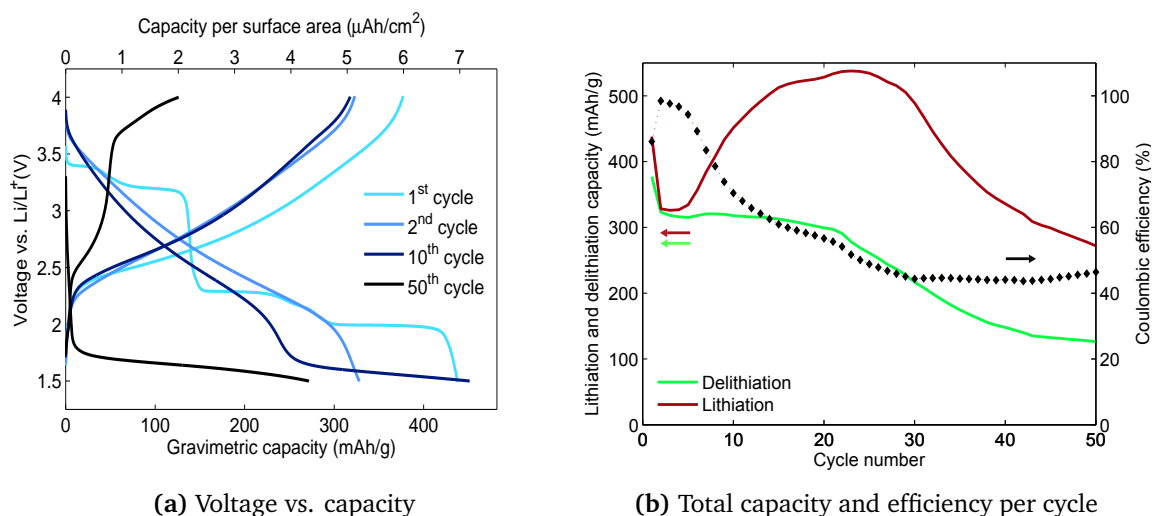 Capacity per surface area (μAh/cm²)
0 1 2 3 4 5 6 7
Voltage vs. Li/Li⁺(V)
4
3.5
3
2.5
2
1.5
1ˢᵗ cycle
2ⁿᵈ cycle
10ᵗʰ cycle
50ᵗʰ cycle
0 100 200 300 400
Gravimetric capacity (mAh/g)
(a) Voltage vs. capacity
Lithiation and delithiation capacity (mAh/g)
500
400
300
200
100
0
Delithiation
Lithiation
100
80
60
40
20
0
Coulombic efficiency (%)
0 10 20 30 40 50
Cycle number
(b) Total capacity and efficiency per cycle